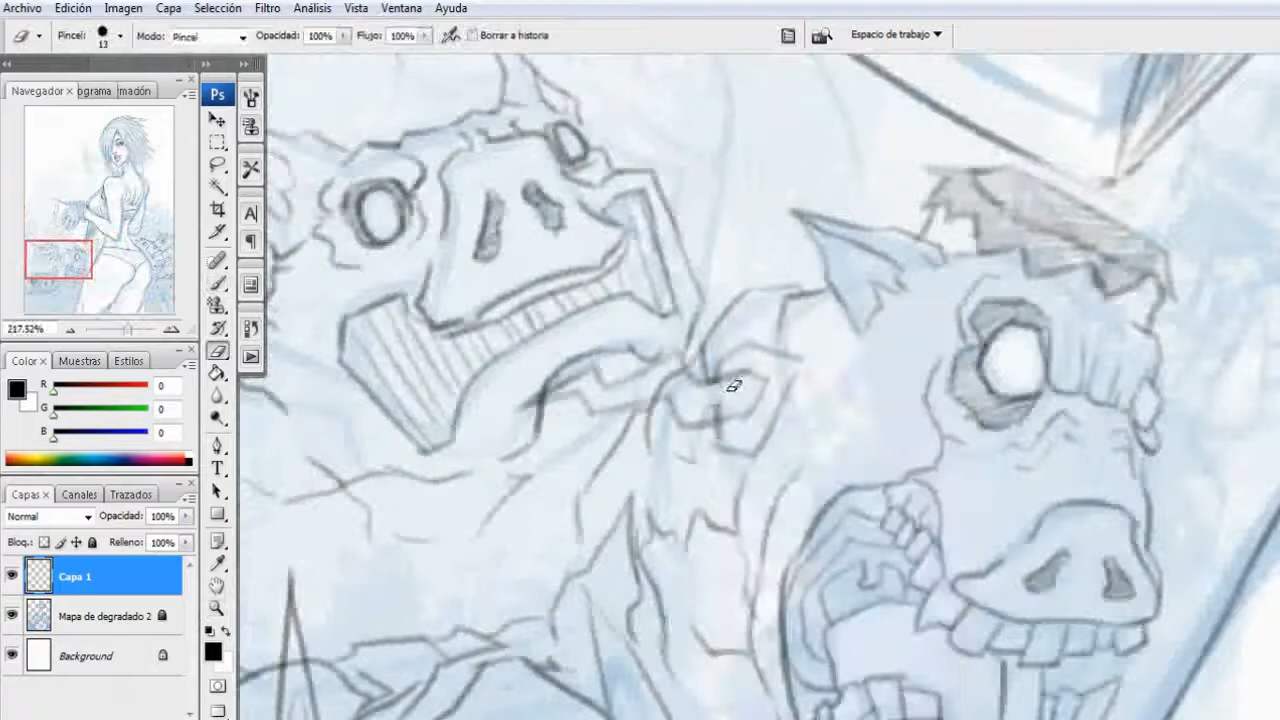 Archivo Edición Imagen Capa Selección Filtro Análisis Vista Ventana Ayuda
Pincel: 13 Modo: Pincel Opacidad: 100% Flujo: 100% Borrar a historia Espacio de trabajo
Navegador ograma mación
Ps
A
217.52%
Color Muestras Estilos
R 0
G 0
B 0
T
Capas Canales Trazados
Normal Opacidad: 100%
Bloq.: Relleno: 100%
Capa 1
Mapa de degradado 2
Background